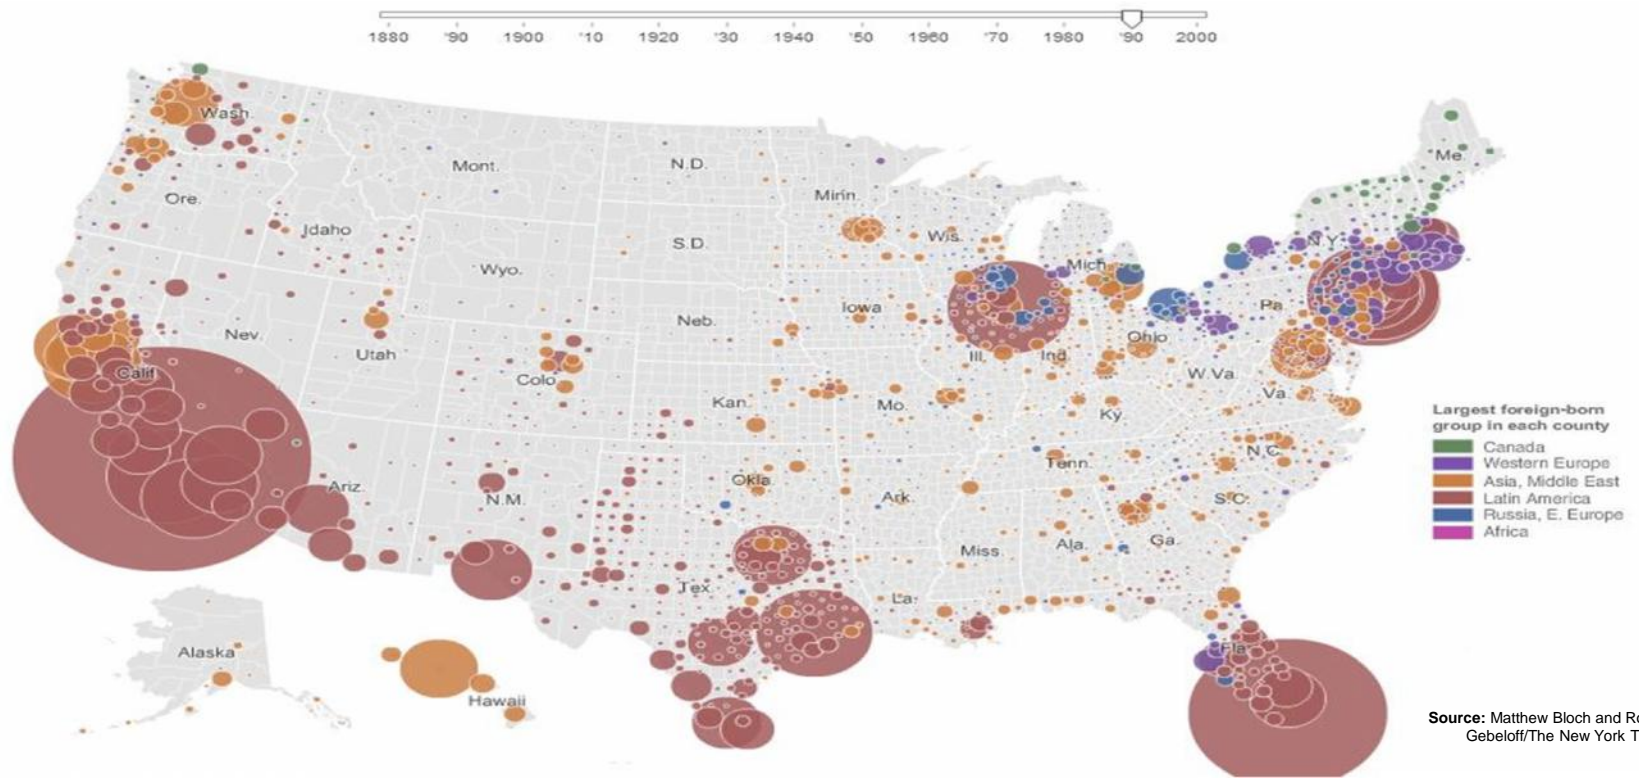 1880 '90 1900 '10 1920 '30 1940 '50 1960 '70 1980 '90 2000
Wash.
Mont.
N.D.
Minn.
Me.
Ore.
Idaho
S.D.
Wis.
N.Y.
Wyo.
Mich.
Nev.
Neb.
Iowa
Pa.
Utah
Ill.
Ind.
Ohio
Calif.
Colo.
W.Va.
Kan.
Mo.
Va.
Ky.
Largest foreign-born
group in each county
Canada
Western Europe
Asia, Middle East
Latin America
Russia, E. Europe
Africa
Ariz.
N.M.
Okla.
Ark.
Tenn.
N.C.
S.C.
Miss.
Ala.
Ga.
Tex.
La.
Alaska
Hawaii
Fla.
Source: Matthew Bloch and Ro
Gebeloff/The New York T